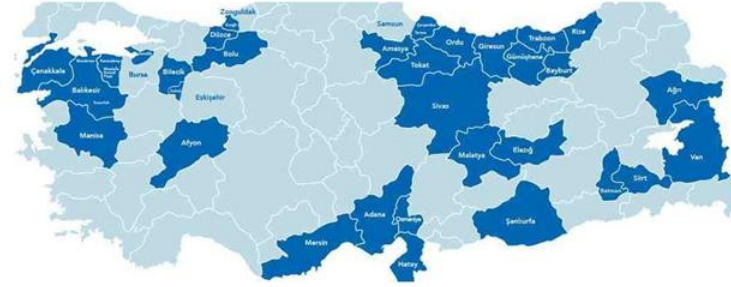 Zonguldak
Düzce
Bolu
Samsun
Çanakkale
Bursa
Bilecik
Balıkesir
Eskişehir
Manisa
Afyon
Amasya
Tokat
Ordu
Giresun
Trabzon
Rize
Gümüşhane
Bayburt
Sivas
Ağrı
Malatya
Elazığ
Van
Batman
Siirt
Şanlıurfa
Adana
Osmaniye
Mersin
Hatay